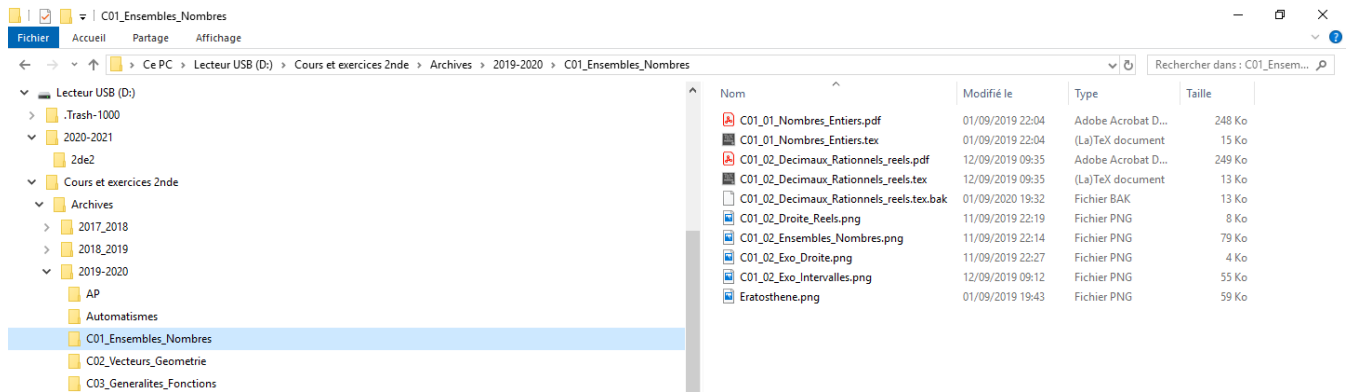 C01_Ensembles_Nombres
Fichier Accueil Partage Affichage
Ce PC > Lecteur USB (D:) > Cours et exercices 2nde > Archives > 2019-2020 > C01_Ensembles_Nombres
Rechercher dans : C01_Ensem...
Lecteur USB (D:)
.Trash-1000
2020-2021
2de2
Cours et exercices 2nde
Archives
2017_2018
2018_2019
2019-2020
AP
Automatismes
C01_Ensembles_Nombres
C02_Vecteurs_Geometrie
C03_Generalites_Fonctions
Nom Modifié le Type Taille
C01_01_Nombres_Entiers.pdf 01/09/2019 22:04 Adobe Acrobat D... 248 Ko
C01_01_Nombres_Entiers.tex 01/09/2019 22:04 (La)TeX document 15 Ko
C01_02_Decimaux_Rationnels_reels.pdf 12/09/2019 09:35 Adobe Acrobat D... 249 Ko
C01_02_Decimaux_Rationnels_reels.tex 12/09/2019 09:35 (La)TeX document 13 Ko
C01_02_Decimaux_Rationnels_reels.tex.bak 01/09/2020 19:32 Fichier BAK 13 Ko
C01_02_Droite_Reels.png 11/09/2019 22:19 Fichier PNG 8 Ko
C01_02_Ensembles_Nombres.png 11/09/2019 22:14 Fichier PNG 79 Ko
C01_02_Exo_Droite.png 11/09/2019 22:27 Fichier PNG 4 Ko
C01_02_Exo_Intervalles.png 12/09/2019 09:12 Fichier PNG 55 Ko
Eratosthene.png 01/09/2019 19:43 Fichier PNG 59 Ko